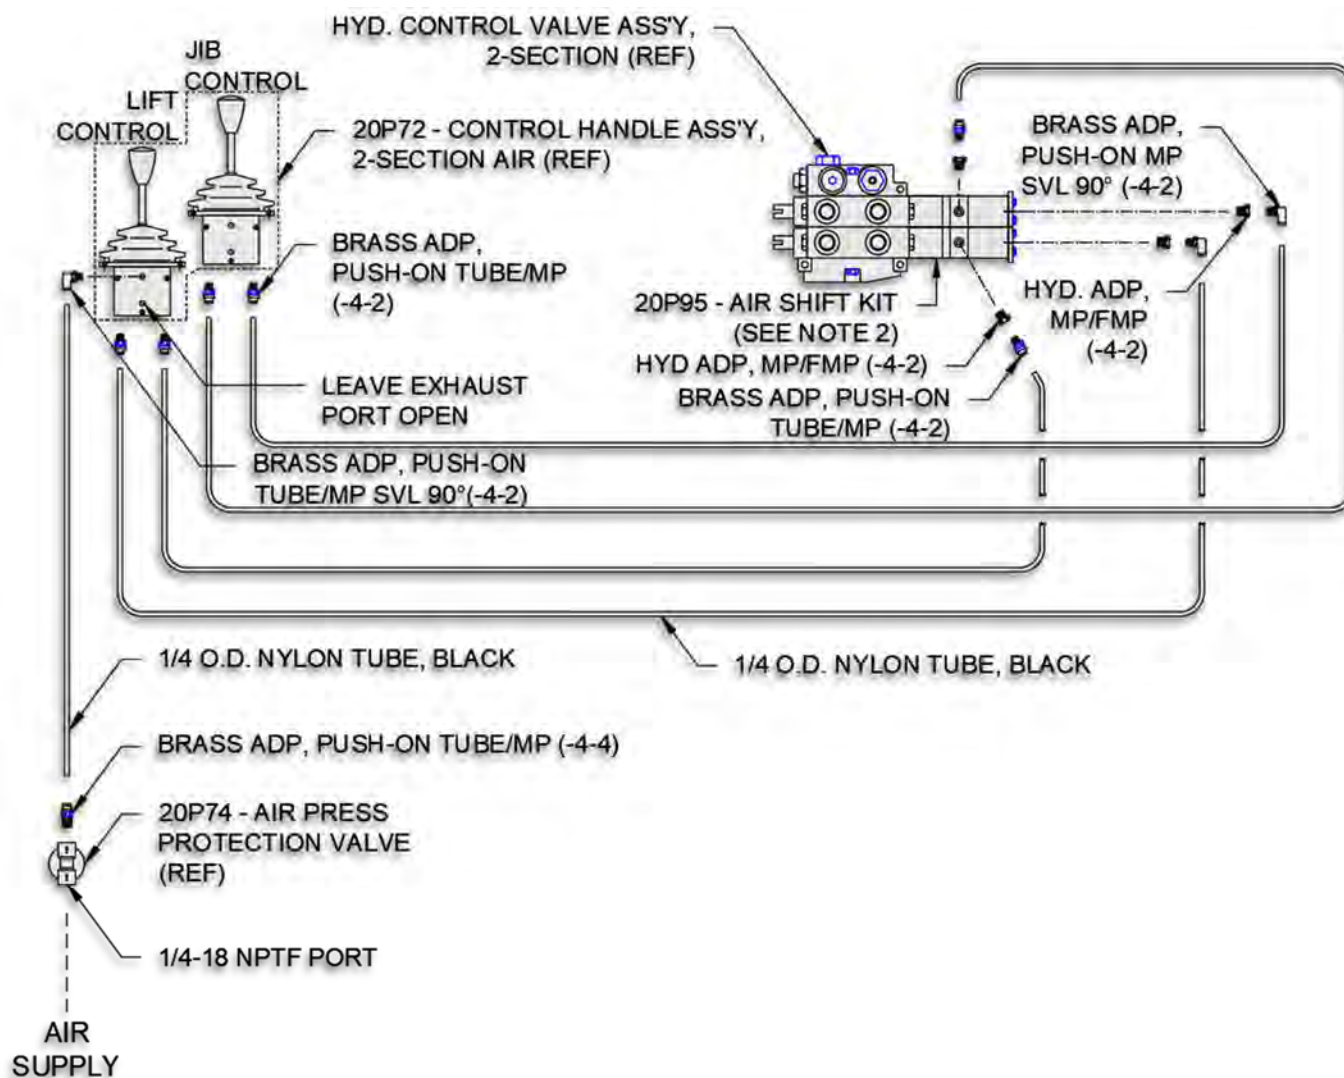 HYD. CONTROL VALVE ASS'Y,
2-SECTION (REF)
JIB
CONTROL
LIFT
CONTROL
20P72 - CONTROL HANDLE ASS'Y,
2-SECTION AIR (REF)
BRASS ADP,
PUSH-ON MP
SVL 90° (-4-2)
BRASS ADP,
PUSH-ON TUBE/MP
(-4-2)
20P95 - AIR SHIFT KIT
(SEE NOTE 2)
HYD. ADP,
MP/FMP
(-4-2)
HYD ADP, MP/FMP (-4-2)
BRASS ADP, PUSH-ON
TUBE/MP (-4-2)
LEAVE EXHAUST
PORT OPEN
BRASS ADP, PUSH-ON
TUBE/MP SVL 90°(-4-2)
1/4 O.D. NYLON TUBE, BLACK
1/4 O.D. NYLON TUBE, BLACK
BRASS ADP, PUSH-ON TUBE/MP (-4-4)
20P74 - AIR PRESS
PROTECTION VALVE
(REF)
1/4-18 NPTF PORT
AIR
SUPPLY